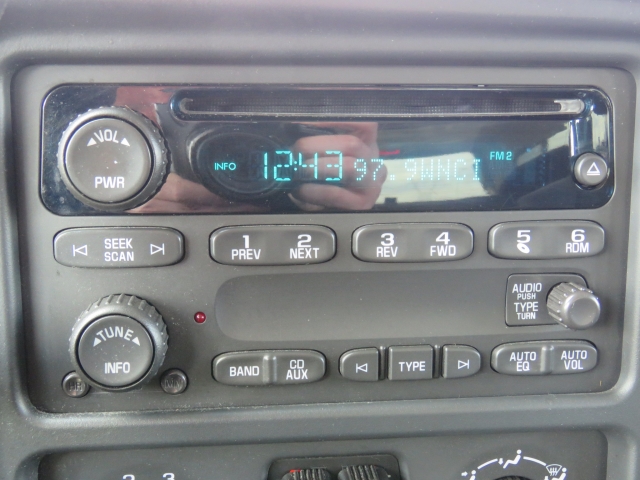 VOL
PWR
INFO 12:43 97.9WNCI FM2
SEEK
SCAN
1 2
PREV NEXT
3 4
REV FWD
6
RDM
AUDIO
PUSH
TYPE
TURN
TUNE
INFO
BAND
CD
AUX
TYPE
AUTO
EQ
AUTO
VOL